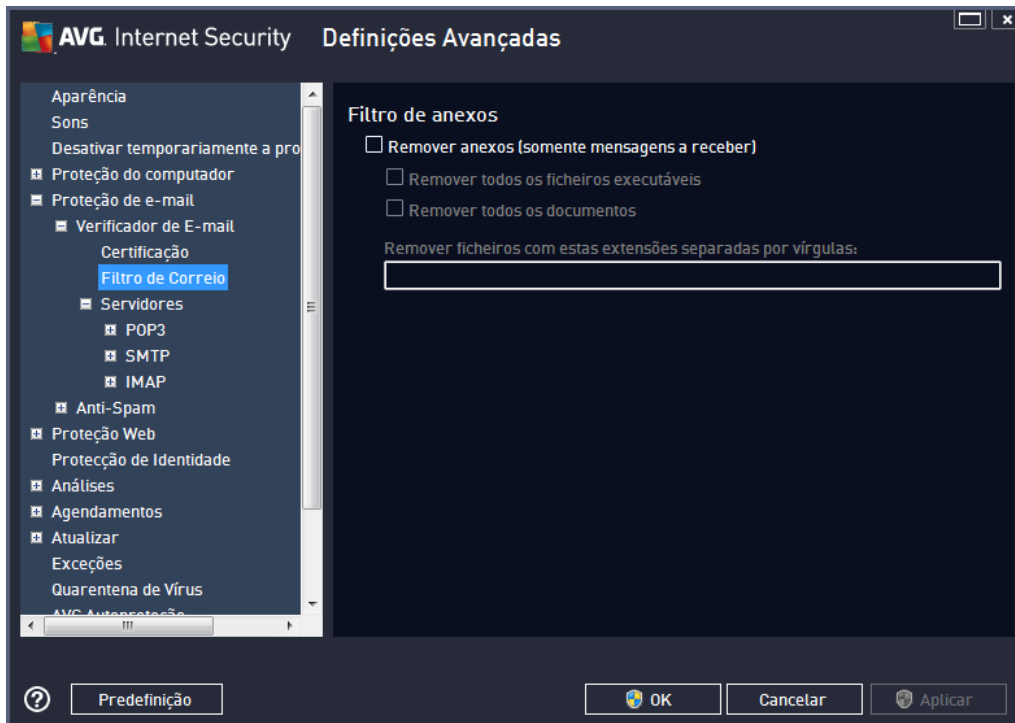 AVG. Internet Security Definições Avançadas
Aparência
Sons
Desativar temporariamente a pro
Proteção do computador
Proteção de e-mail
Verificador de E-mail
Certificação
Filtro de Correio
Servidores
POP3
SMTP
IMAP
Anti-Spam
Proteção Web
Protecção de Identidade
Análises
Agendamentos
Atualizar
Exceções
Quarentena de Vírus
AVG Autoproteção
Filtro de anexos
Remover anexos (somente mensagens a receber)
Remover todos os ficheiros executáveis
Remover todos os documentos
Remover ficheiros com estas extensões separadas por vírgulas:
? Predefinição OK Cancelar Aplicar